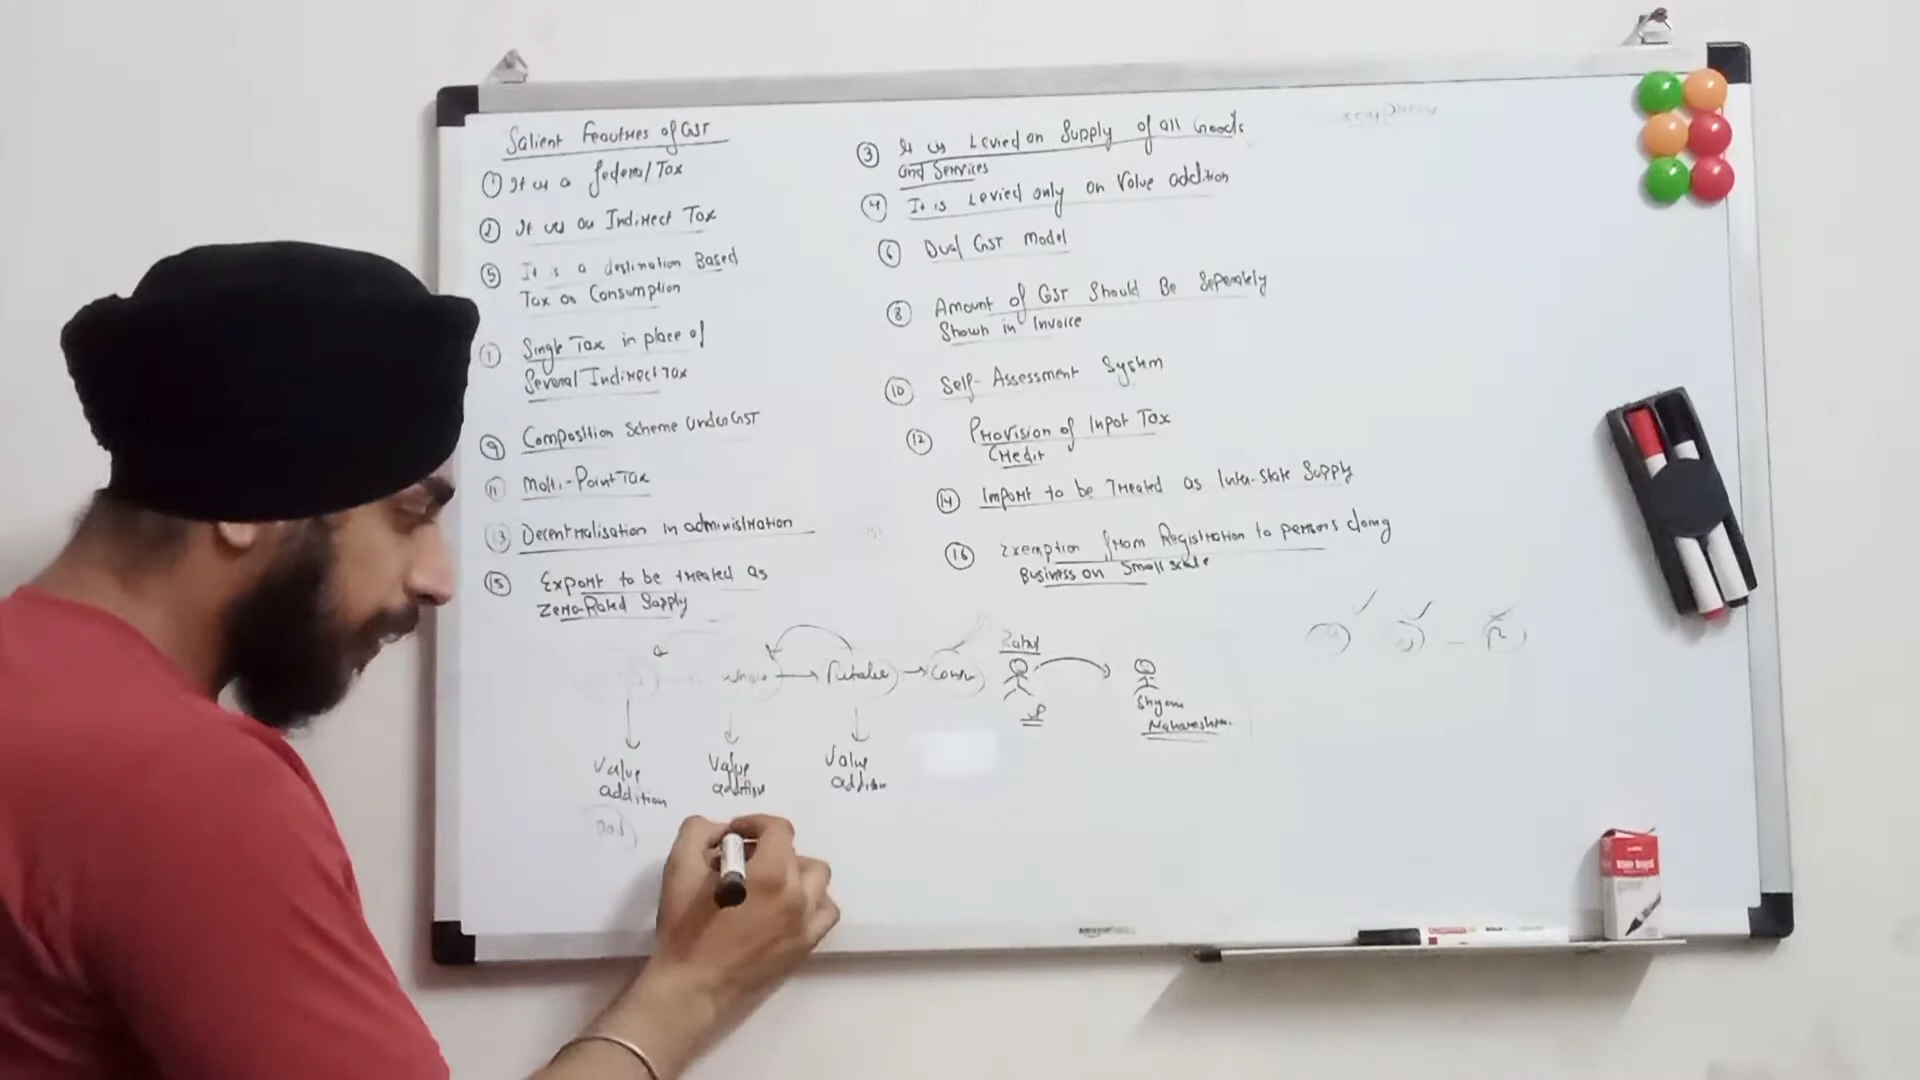 Salient Features of GST
① It is a federal Tax
② It is an Indirect Tax
⑤ It is a destination Based
Tax on Consumption
Single Tax in place of
Several Indirect Tax
⑨ Composition Scheme Under GST
11 Multi-Point Tax
13 Decentralisation in administration
⑮ Export to be treated as
Zero-Rated Supply
③ It is Levied on Supply of all Goods
and Services
④ It is Levied only on Value addition
⑥ Dual GST Model
⑧ Amount of GST Should Be Seperately
Shown in Invoice
⑩ Self-Assessment System
⑫ Provision of Input Tax
Credit
⑭ Import to be Treated as Inter-State Supply
⑯ Exemption from Registration to persons doing
Business on Small scale
Whole → Retailer → Consu
Value
addition
Value
addition
Value
addition
UP
Shyam
Maharashtra
amazon